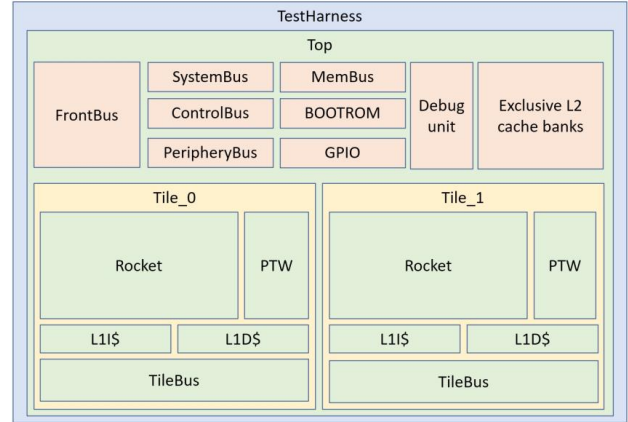 TestHarness
Top
FrontBus
SystemBus
MemBus
ControlBus
BOOTROM
PeripheryBus
GPIO
Debug
unit
Exclusive L2
cache banks
Tile_0
Rocket
PTW
L1I$
L1D$
TileBus
Tile_1
Rocket
PTW
L1I$
L1D$
TileBus